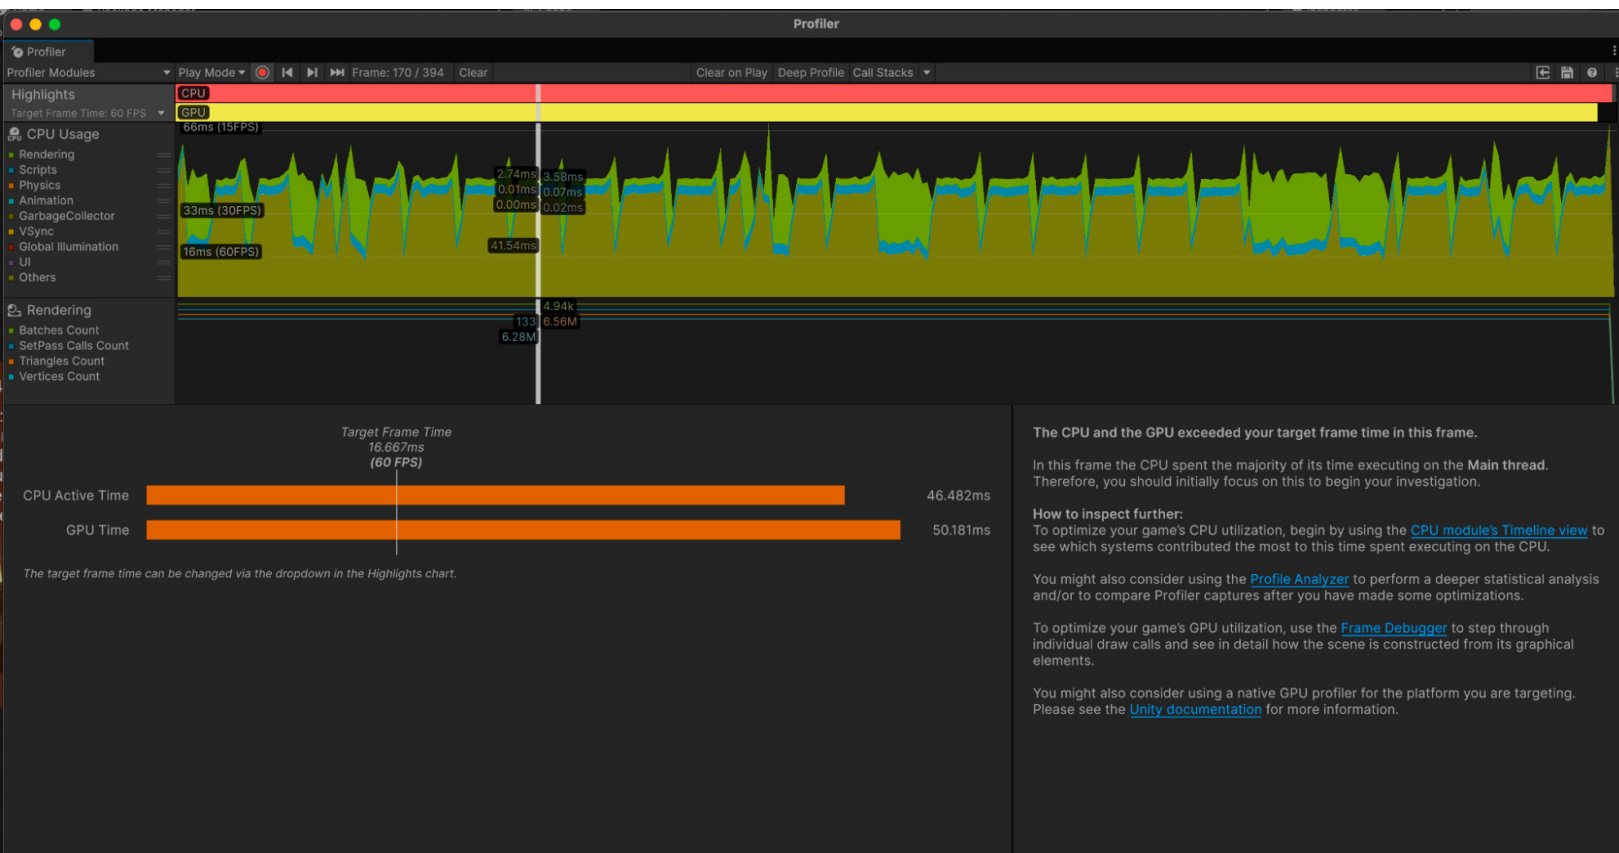 Profiler
Profiler
Profiler Modules Play Mode Frame: 170 / 394 Clear Clear on Play Deep Profile Call Stacks
Highlights
Target Frame Time: 60 FPS
CPU
GPU
CPU Usage
Rendering
Scripts
Physics
Animation
GarbageCollector
VSync
Global Illumination
UI
Others
66ms (15FPS)
33ms (30FPS)
16ms (60FPS)
2.74ms 3.58ms
0.01ms 0.07ms
0.00ms 0.02ms
41.54ms
Rendering
Batches Count
SetPass Calls Count
Triangles Count
Vertices Count
4.94k
133 6.56M
6.28M
Target Frame Time
16.667ms
(60 FPS)
CPU Active Time 46.482ms
GPU Time 50.181ms
The target frame time can be changed via the dropdown in the Highlights chart.
The CPU and the GPU exceeded your target frame time in this frame.
In this frame the CPU spent the majority of its time executing on the Main thread.
Therefore, you should initially focus on this to begin your investigation.
How to inspect further:
To optimize your game's CPU utilization, begin by using the CPU module's Timeline view to
see which systems contributed the most to this time spent executing on the CPU.
You might also consider using the Profile Analyzer to perform a deeper statistical analysis
and/or to compare Profiler captures after you have made some optimizations.
To optimize your game's GPU utilization, use the Frame Debugger to step through
individual draw calls and see in detail how the scene is constructed from its graphical
elements.
You might also consider using a native GPU profiler for the platform you are targeting.
Please see the Unity documentation for more information.